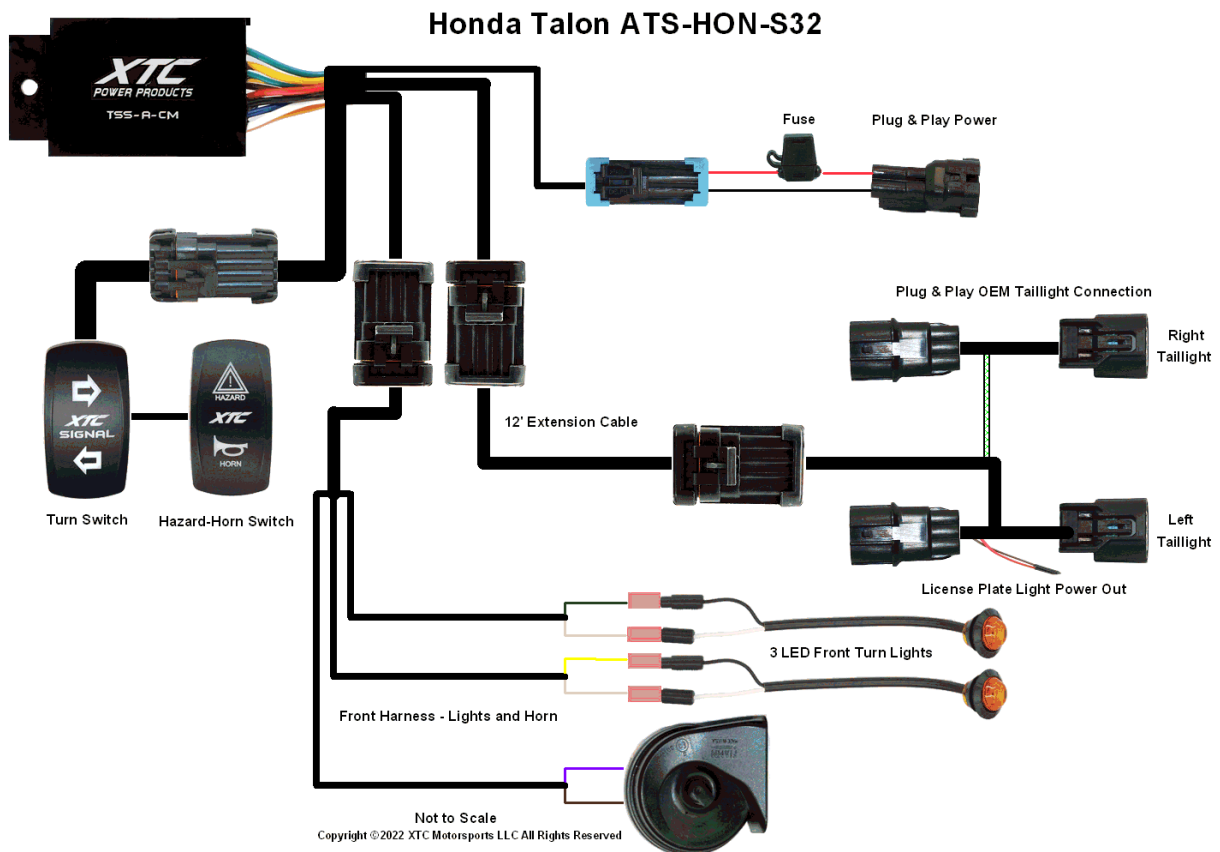 Honda Talon ATS-HON-S32
XTC
POWER PRODUCTS
TSS-A-CM
Fuse
Plug & Play Power
Plug & Play OEM Taillight Connection
Right
Taillight
HAZARD
XTC
SIGNAL
XTC
HORN
12' Extension Cable
Turn Switch
Hazard-Horn Switch
Left
Taillight
License Plate Light Power Out
3 LED Front Turn Lights
Front Harness - Lights and Horn
Not to Scale
Copyright ©2022 XTC Motorsports LLC All Rights Reserved